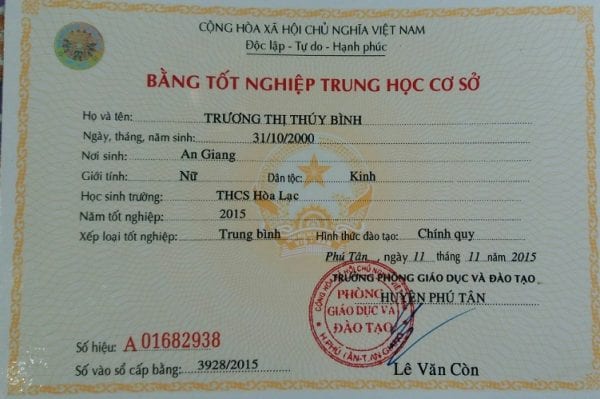 CỘNG HÒA XÃ HỘI CHỦ NGHĨA VIỆT NAM
Độc lập - Tự do - Hạnh phúc
BẰNG TỐT NGHIỆP TRUNG HỌC CƠ SỞ
Họ và tên: TRƯƠNG THỊ THÚY BÌNH
Ngày, tháng, năm sinh: 31/10/2000
Nơi sinh: An Giang
Giới tính: Nữ Dân tộc: Kinh
Học sinh trường: THCS Hòa Lạc
Năm tốt nghiệp: 2015
Xếp loại tốt nghiệp: Trung bình Hình thức đào tạo: Chính quy
Phú Tân, ngày 11 tháng 11 năm 2015
TRƯỞNG PHÒNG GIÁO DỤC VÀ ĐÀO TẠO
HUYỆN PHÚ TÂN
PHÒNG
GIÁO DỤC VÀ
ĐÀO TẠO
H.PHÚ TÂN-T.AN GIANG
Số hiệu: A 01682938
Số vào sổ cấp bằng: 3928/2015
Lê Văn Còn